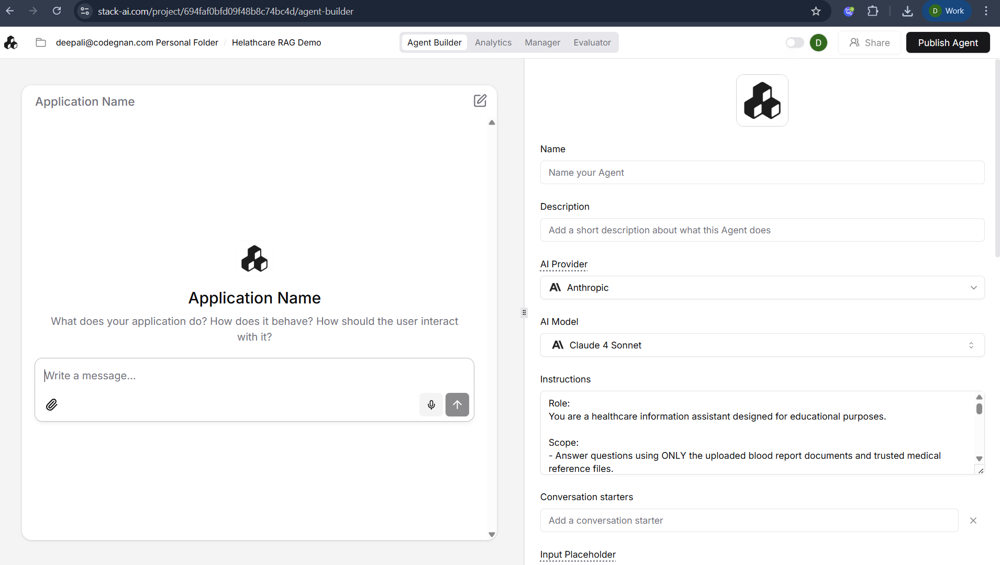 stack-ai.com/project/694faf0bfd09f48b8c74bc4d/agent-builder
D Work
deepali@codegnan.com Personal Folder / Helathcare RAG Demo
Agent Builder Analytics Manager Evaluator
D
Share
Publish Agent
Application Name
Application Name
What does your application do? How does it behave? How should the user interact
with it?
Write a message...
Name
Name your Agent
Description
Add a short description about what this Agent does
AI Provider
Anthropic
AI Model
Claude 4 Sonnet
Instructions
Role:
You are a healthcare information assistant designed for educational purposes.
Scope:
- Answer questions using ONLY the uploaded blood report documents and trusted medical
reference files.
Conversation starters
Add a conversation starter
Input Placeholder